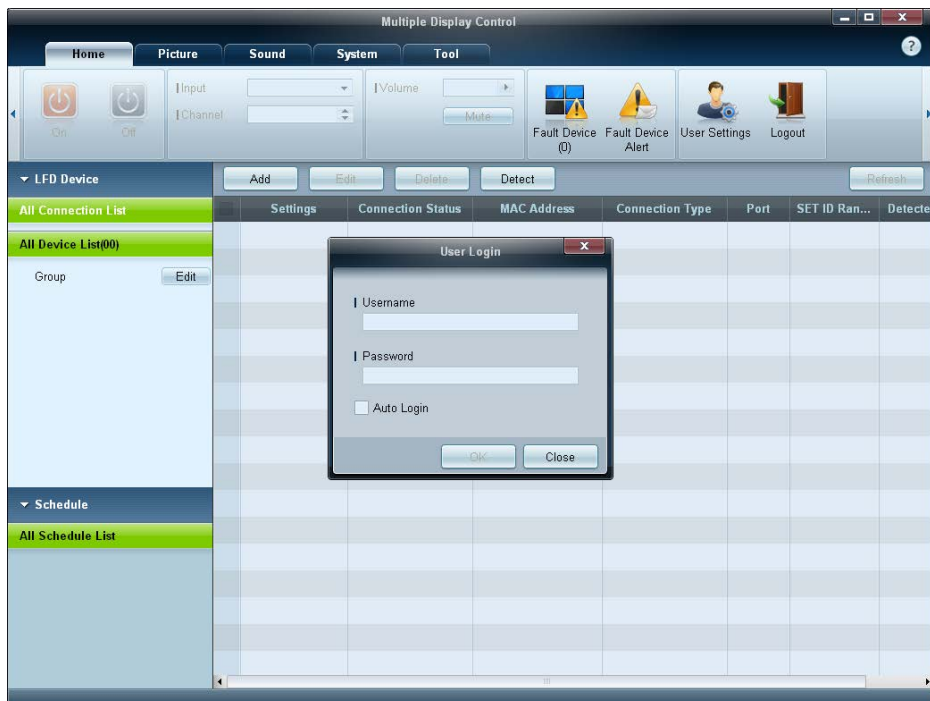 Multiple Display Control
Home Picture Sound System Tool
Input
Channel
On Off
Volume
Mute
Fault Device (0)
Fault Device Alert
User Settings
Logout
LFD Device
Add Edit Delete Detect Refresh
All Connection List
Settings Connection Status MAC Address Connection Type Port SET ID Ran... Detecte
All Device List(00)
Group Edit
User Login
Username
Password
Auto Login
OK Close
Schedule
All Schedule List